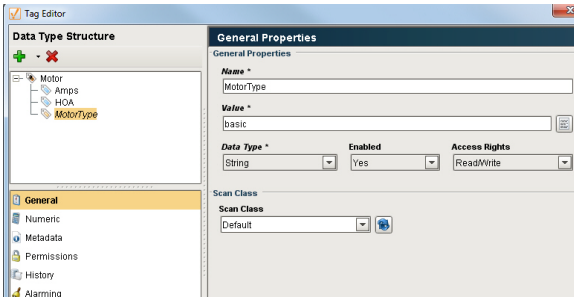 Tag Editor
Data Type Structure
General Properties
General Properties
Motor
Amps
HOA
MotorType
Name *
MotorType
Value *
basic
Data Type * Enabled Access Rights
String Yes Read/Write
Scan Class
Scan Class
Default
General
Numeric
Metadata
Permissions
History
Alarming